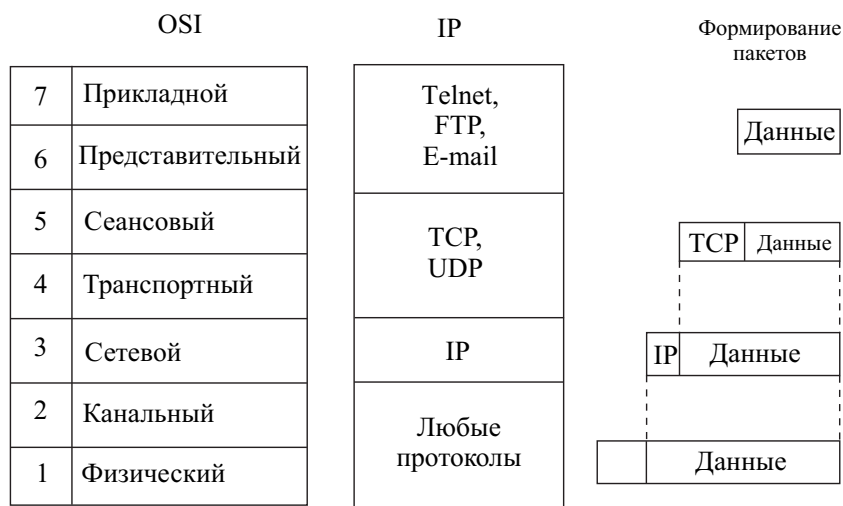 OSI
IP
Формирование
пакетов
7 Прикладной
6 Представительный
5 Сеансовый
4 Транспортный
3 Сетевой
2 Канальный
1 Физический
Telnet,
FTP,
E-mail
TCP,
UDP
IP
Любые
протоколы
Данные
TCP Данные
IP Данные
Данные